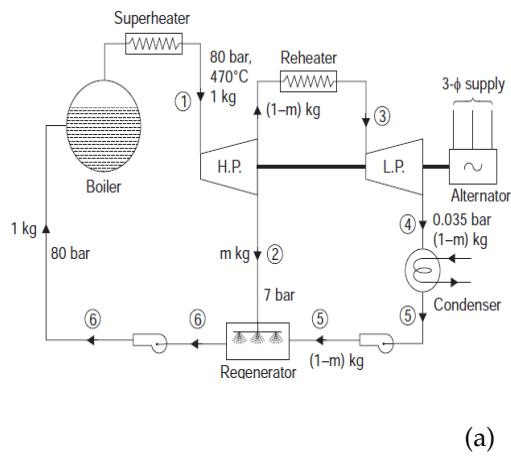 Superheater
80 bar,
470°C
1 kg
①
Reheater
(1–m) kg
③
3-ϕ supply
H.P.
L.P.
Boiler
Alternator
④
0.035 bar
(1–m) kg
1 kg
80 bar
m kg
②
7 bar
Condenser
⑥
⑥
⑤
⑤
Regenerator
(1–m) kg
(a)